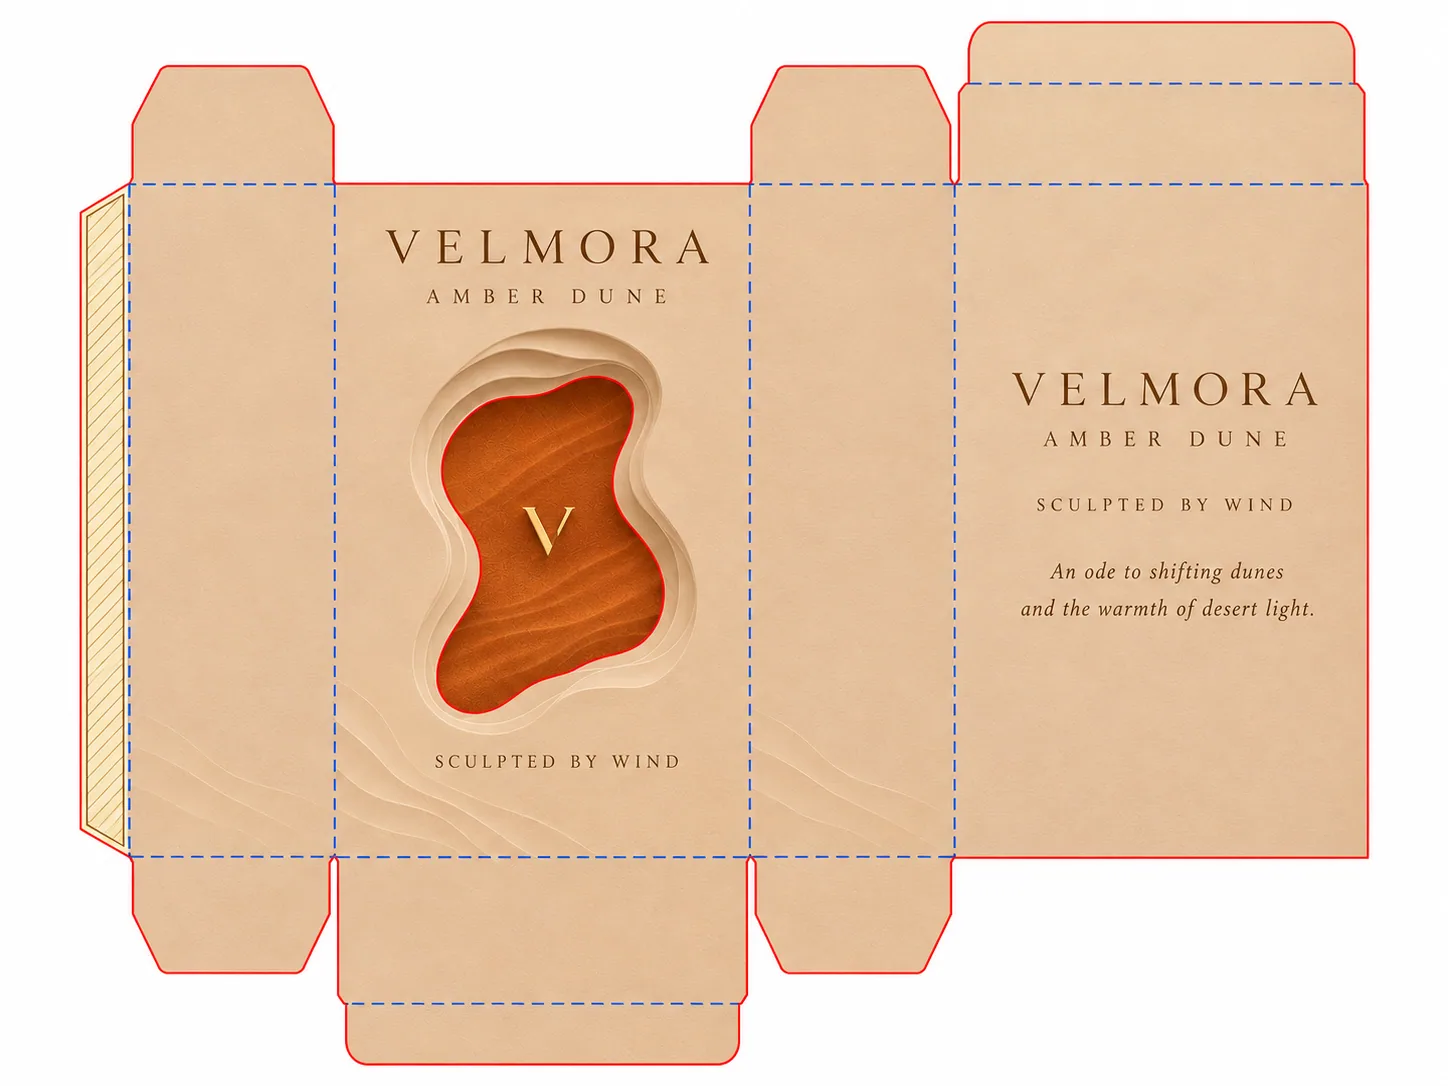 VELMORA
AMBER DUNE
V
SCULPTED BY WIND
VELMORA
AMBER DUNE
SCULPTED BY WIND
An ode to shifting dunes
and the warmth of desert light.